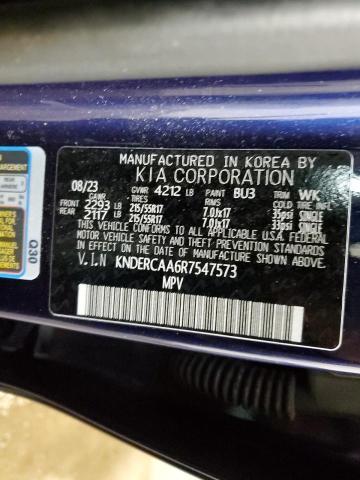 MANUFACTURED IN KOREA BY
KIA CORPORATION
08/23 GVWR 4212 LB PAINT BU3 TRIM WK
GAWR TIRES RIMS COLD INF.
FRONT 2293 LB 215/55R17 7.0Jx17 35psi SINGLE
REAR 2117 LB 215/55R17 7.0Jx17 33psi SINGLE
THIS VEHICLE CONFORMS TO ALL APPLICABLE U.S.A FEDERAL
MOTOR VEHICLE SAFETY, BUMPER, AND THEFT PREVENTION
STANDARDS IN EFFECT ON THE DATE OF MANUFACTURE SHOWN ABOVE.
V.I.N KNDERCAA6R7547573
MPV
Q30